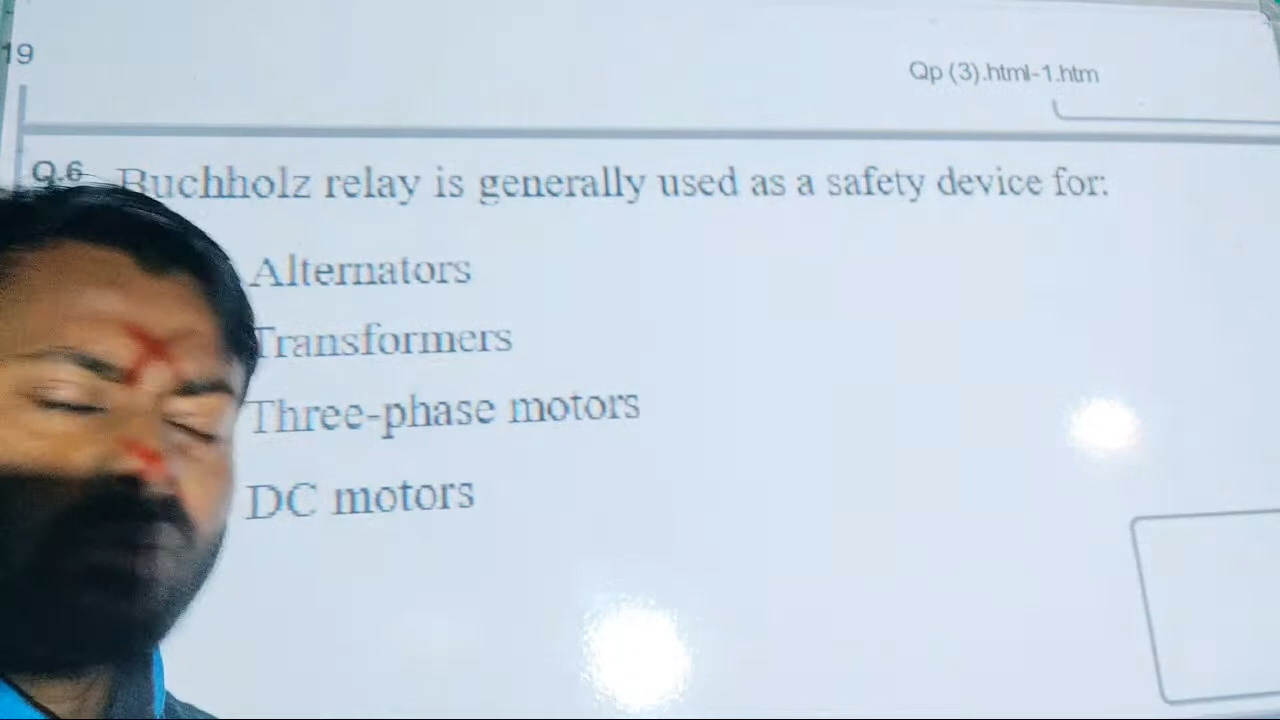 19
Qp (3).html-1.htm
Q.6 Buchholz relay is generally used as a safety device for:
Alternators
Transformers
Three-phase motors
DC motors